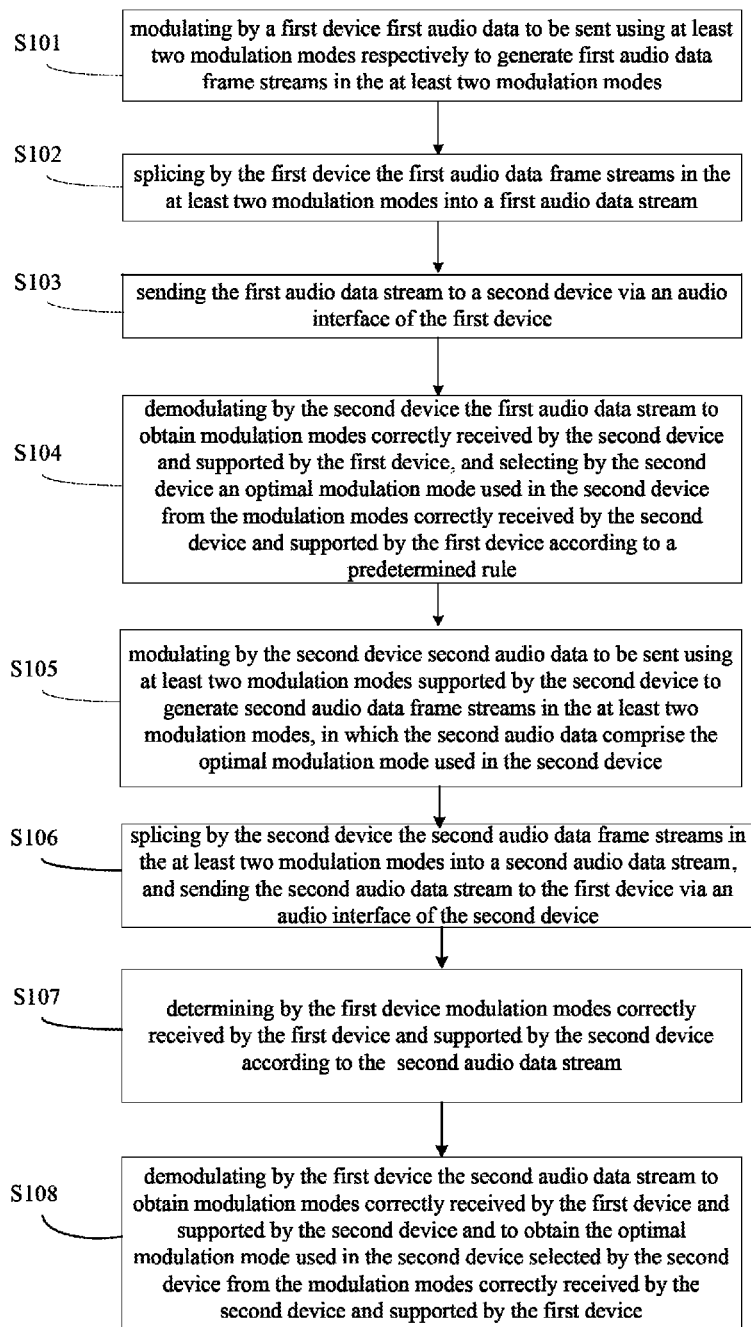 S101
modulating by a first device first audio data to be sent using at least
two modulation modes respectively to generate first audio data
frame streams in the at least two modulation modes
S102
splicing by the first device the first audio data frame streams in the
at least two modulation modes into a first audio data stream
S103
sending the first audio data stream to a second device via an audio
interface of the first device
S104
demodulating by the second device the first audio data stream to
obtain modulation modes correctly received by the second device
and supported by the first device, and selecting by the second
device an optimal modulation mode used in the second device
from the modulation modes correctly received by the second
device and supported by the first device according to a
predetermined rule
S105
modulating by the second device second audio data to be sent using
at least two modulation modes supported by the second device to
generate second audio data frame streams in the at least two
modulation modes, in which the second audio data comprise the
optimal modulation mode used in the second device
S106
splicing by the second device the second audio data frame streams in
the at least two modulation modes into a second audio data stream,
and sending the second audio data stream to the first device via an
audio interface of the second device
S107
determining by the first device modulation modes correctly
received by the first device and supported by the second device
according to the second audio data stream
S108
demodulating by the first device the second audio data stream to
obtain modulation modes correctly received by the first device and
supported by the second device and to obtain the optimal
modulation mode used in the second device selected by the second
device from the modulation modes correctly received by the
second device and supported by the first device